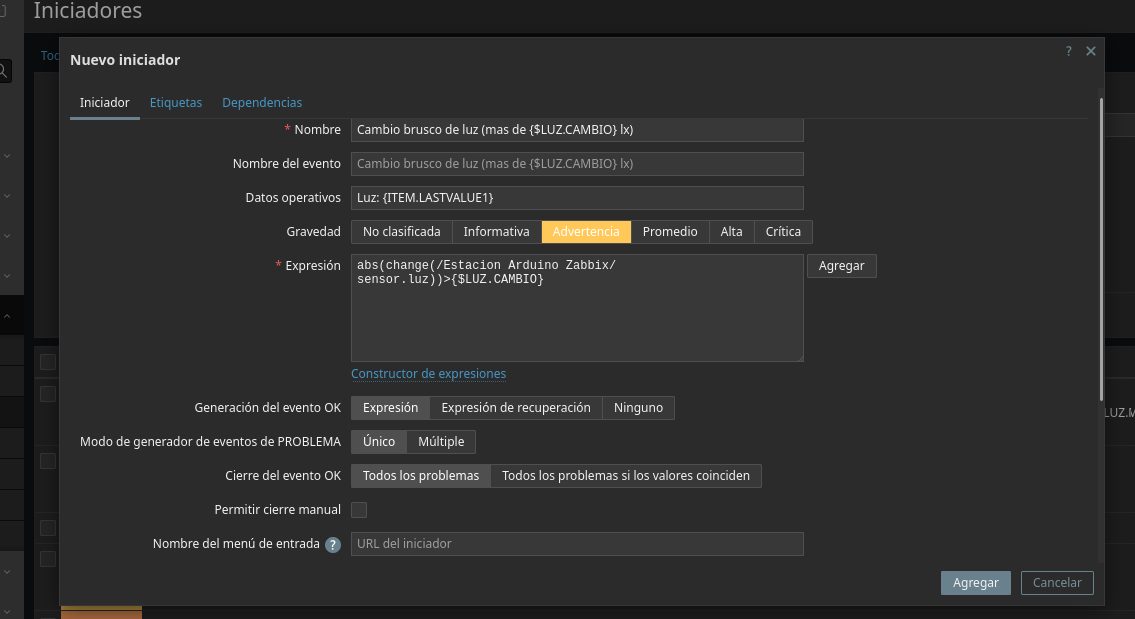 Iniciadores
Toc
Nuevo iniciador
?
Iniciador Etiquetas Dependencias
* Nombre Cambio brusco de luz (mas de {$LUZ.CAMBIO} lx)
Nombre del evento Cambio brusco de luz (mas de {$LUZ.CAMBIO} lx)
Datos operativos Luz: {ITEM.LASTVALUE1}
Gravedad No clasificada Informativa Advertencia Promedio Alta Crítica
* Expresión abs(change(/Estacion Arduino Zabbix/ Agregar
sensor.luz))>{$LUZ.CAMBIO}
Constructor de expresiones
Generación del evento OK Expresión Expresión de recuperación Ninguno
LUZ.M
Modo de generador de eventos de PROBLEMA Único Múltiple
Cierre del evento OK Todos los problemas Todos los problemas si los valores coinciden
Permitir cierre manual
Nombre del menú de entrada ? URL del iniciador
Agregar Cancelar